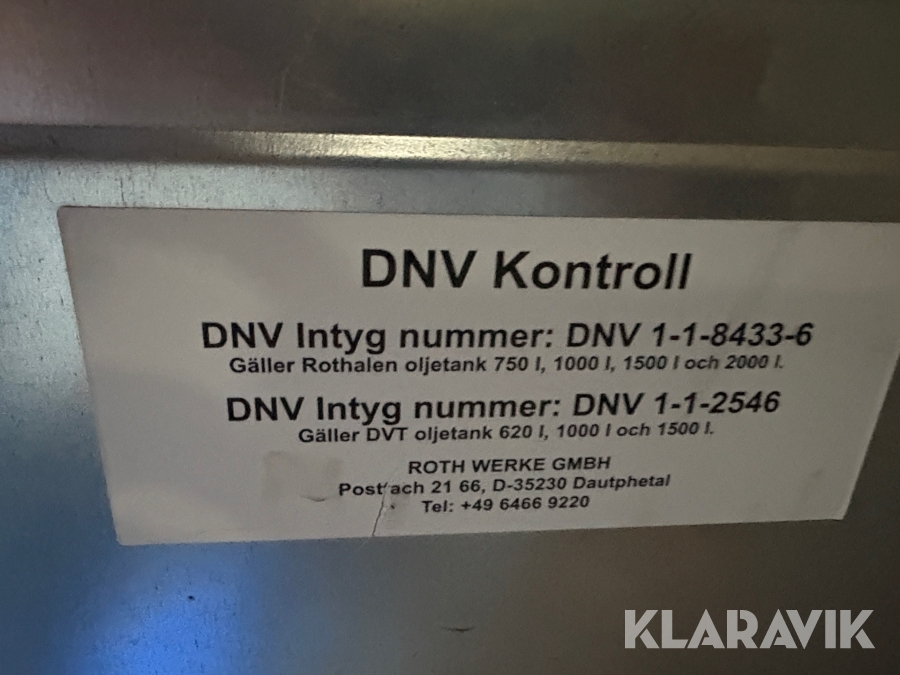 DNV Kontroll
DNV Intyg nummer: DNV 1-1-8433-6
Gäller Rothalen oljetank 750 l, 1000 l, 1500 l och 2000 l.
DNV Intyg nummer: DNV 1-1-2546
Gäller DVT oljetank 620 l, 1000 l och 1500 l.
ROTH WERKE GMBH
Postfach 21 66, D-35230 Dautphetal
Tel: +49 6466 9220
KLARAVIK